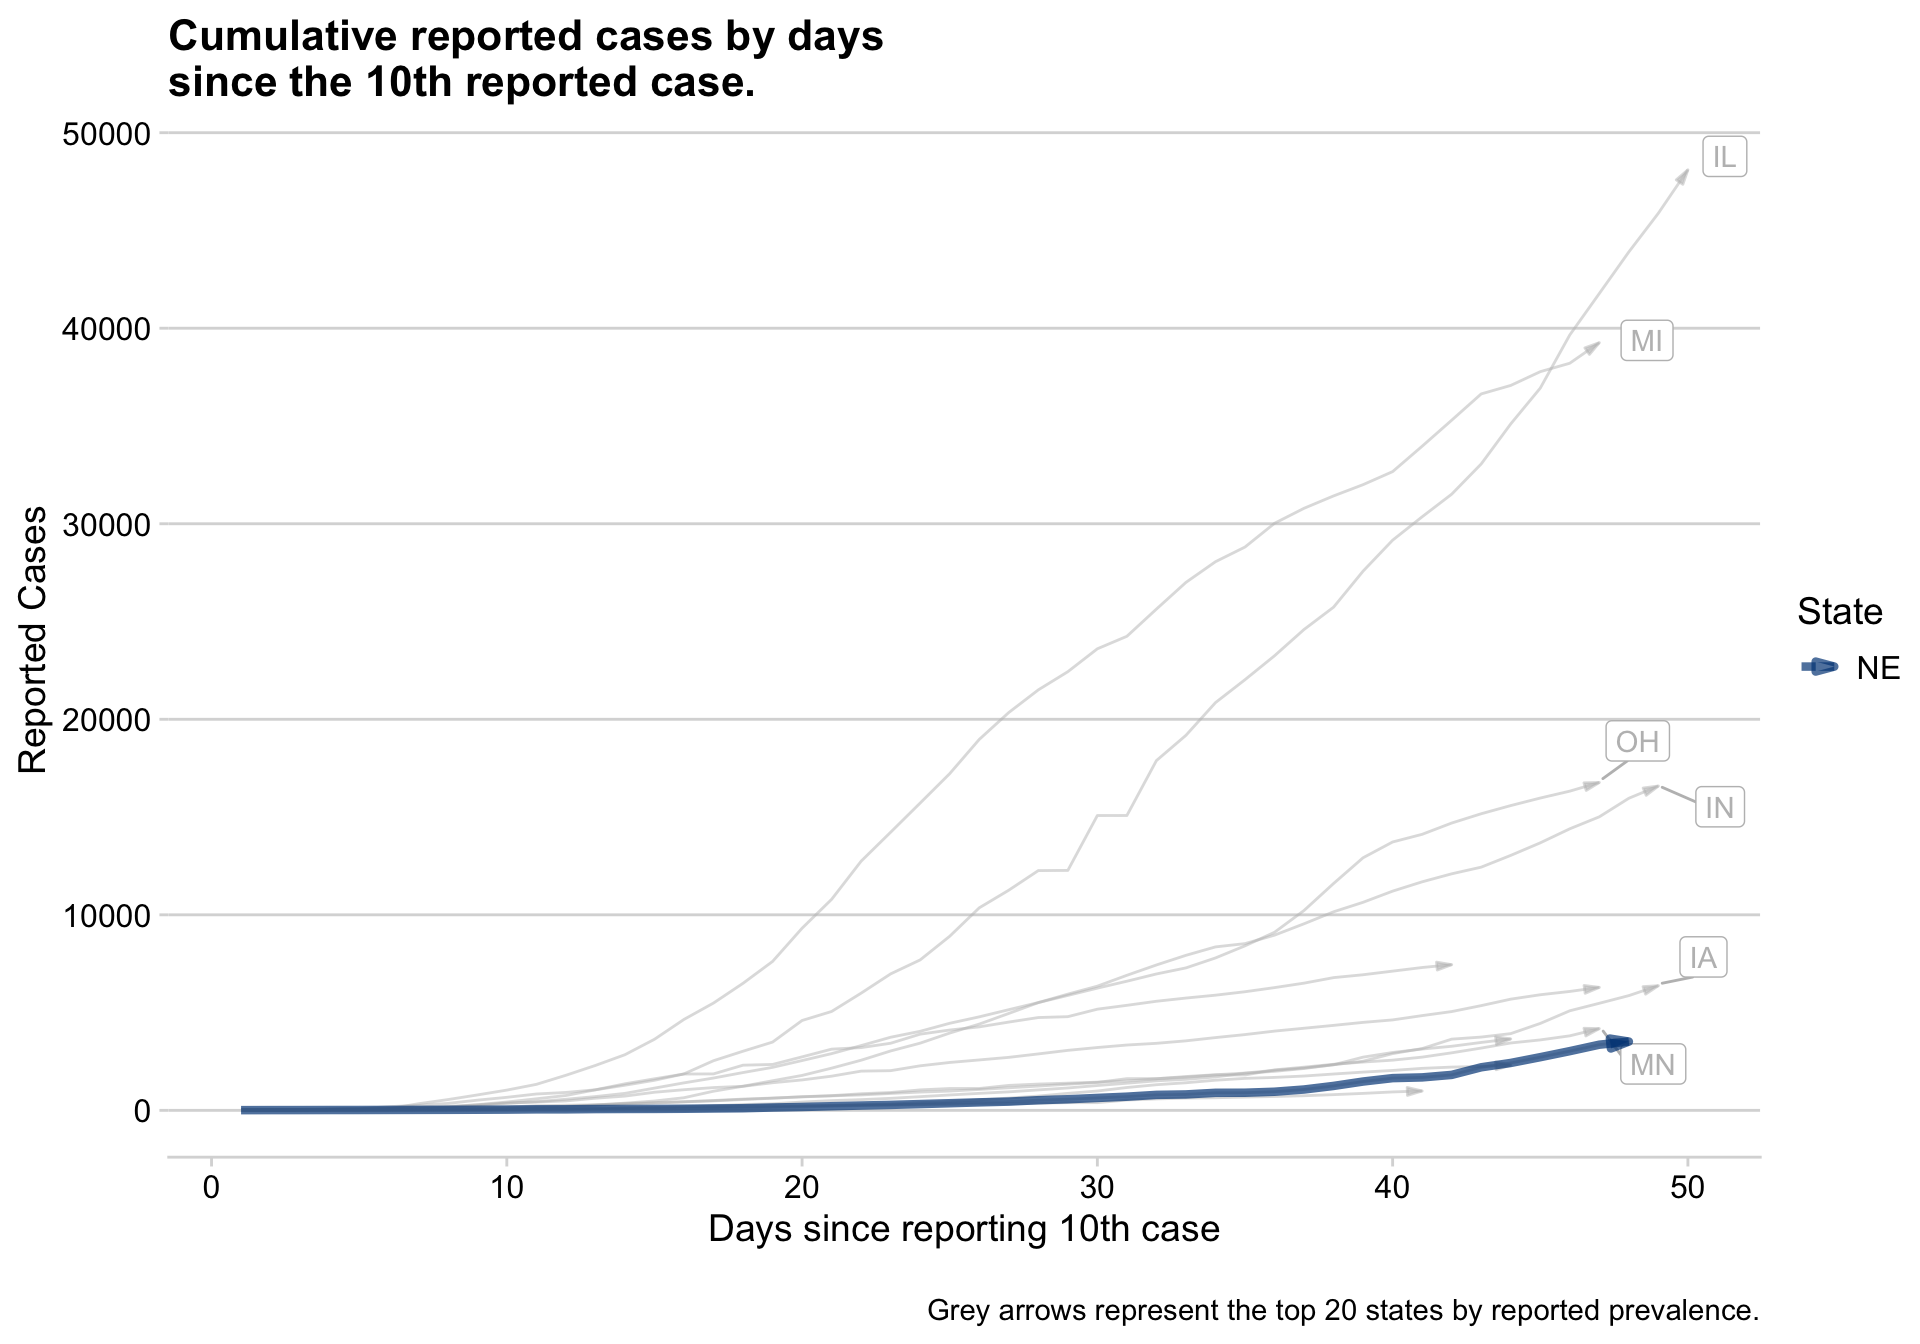 Cumulative reported cases by days
since the 10th reported case.
50000
40000
30000
20000
10000
0
Reported Cases
IL
MI
OH
IN
IA
MN
State
NE
0 10 20 30 40 50
Days since reporting 10th case
Grey arrows represent the top 20 states by reported prevalence.